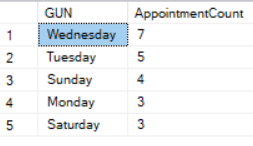 GUN AppointmentCount
1 Wednesday 7
2 Tuesday 5
3 Sunday 4
4 Monday 3
5 Saturday 3